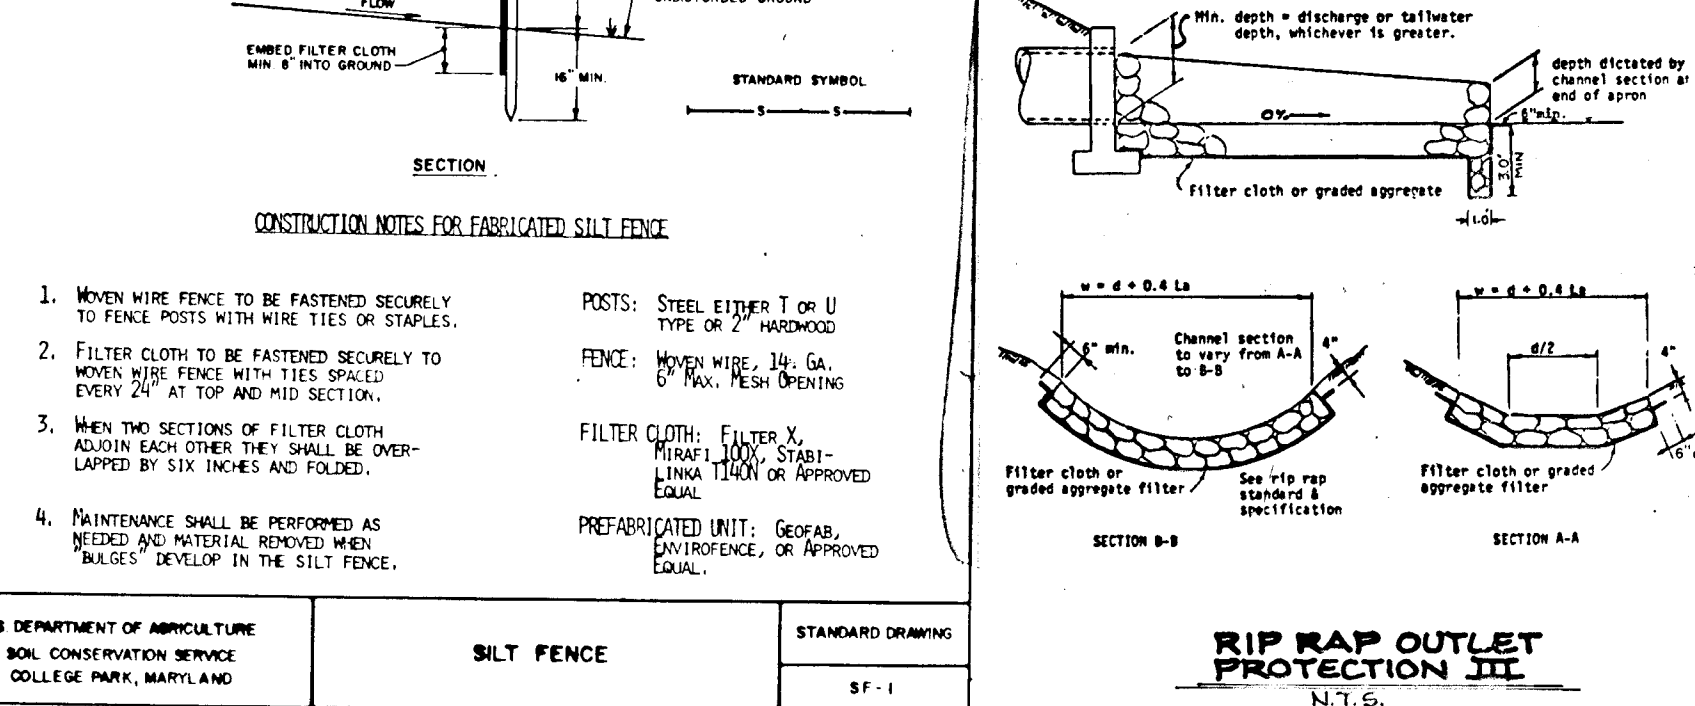 FLOW
EMBED FILTER CLOTH
MIN. 8" INTO GROUND
16" MIN.
STANDARD SYMBOL
S S
SECTION
CONSTRUCTION NOTES FOR FABRICATED SILT FENCE
1. WOVEN WIRE FENCE TO BE FASTENED SECURELY
TO FENCE POSTS WITH WIRE TIES OR STAPLES.
2. FILTER CLOTH TO BE FASTENED SECURELY TO
WOVEN WIRE FENCE WITH TIES SPACED
EVERY 24" AT TOP AND MID SECTION.
3. WHEN TWO SECTIONS OF FILTER CLOTH
ADJOIN EACH OTHER THEY SHALL BE OVER-
LAPPED BY SIX INCHES AND FOLDED.
4. MAINTENANCE SHALL BE PERFORMED AS
NEEDED AND MATERIAL REMOVED WHEN
"BULGES" DEVELOP IN THE SILT FENCE.
POSTS: STEEL EITHER T OR U
TYPE OR 2" HARDWOOD
FENCE: WOVEN WIRE, 14. GA.
6" MAX. MESH OPENING
FILTER CLOTH: FILTER X,
MIRAFI 100X, STABI-
LINKA T140N OR APPROVED
EQUAL
PREFABRICATED UNIT: GEOFAB,
ENVIROFENCE, OR APPROVED
EQUAL.
S. DEPARTMENT OF AGRICULTURE
SOIL CONSERVATION SERVICE
COLLEGE PARK, MARYLAND
SILT FENCE
STANDARD DRAWING
SF-1
Min. depth = discharge or tailwater
depth, whichever is greater.
depth dictated by
channel section at
end of apron
6"min.
0%
3.0'
MIN
Filter cloth or graded aggregate
1.0'
w = d + 0.4 La
6" min.
Channel section
to vary from A-A
to B-B
4"
Filter cloth or
graded aggregate filter
See rip rap
standard &
specification
SECTION B-B
w = d + 0.4 La
d/2
4"
6"
Filter cloth or graded
aggregate filter
SECTION A-A
RIP RAP OUTLET
PROTECTION III
N.T.S.